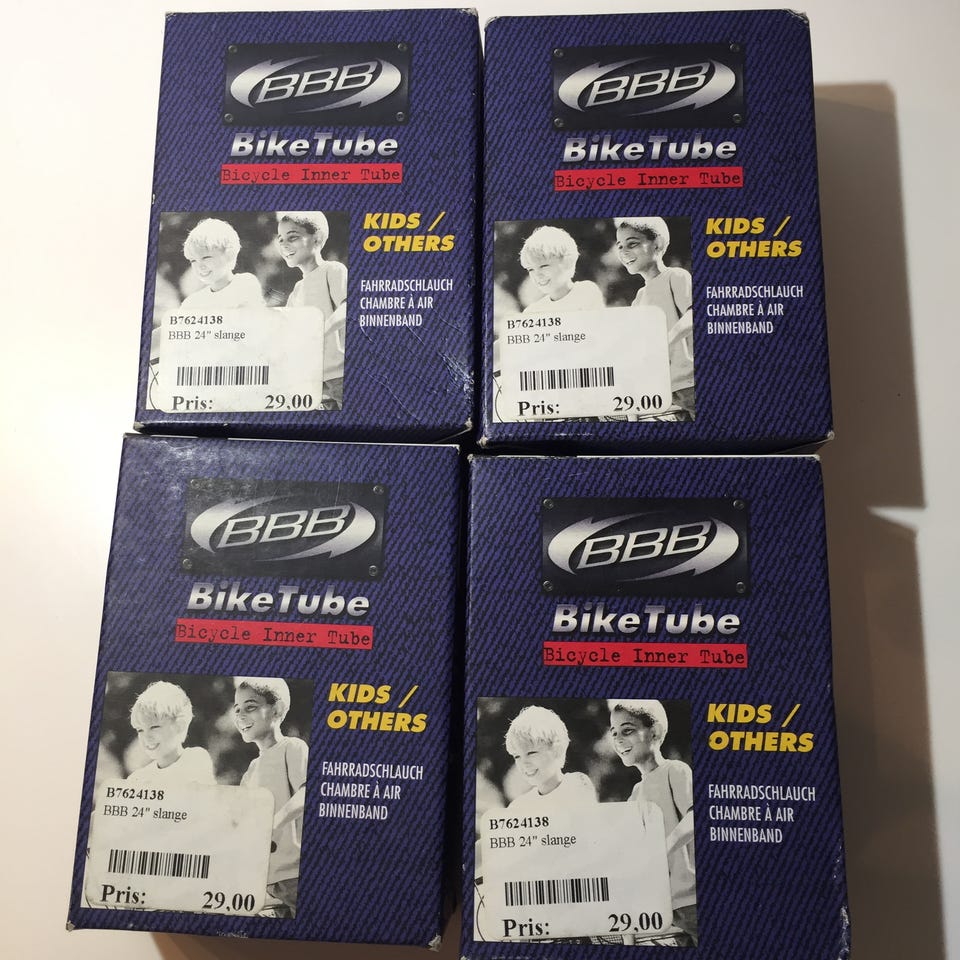 BBB
BikeTube
Bicycle Inner Tube
KIDS /
OTHERS
FAHRRADSCHLAUCH
CHAMBRE À AIR
BINNENBAND
B7624138
BBB 24" slange
Pris: 29,00
BBB
BikeTube
Bicycle Inner Tube
KIDS /
OTHERS
FAHRRADSCHLAUCH
CHAMBRE À AIR
BINNENBAND
B7624138
BBB 24" slange
Pris: 29,00
BBB
BikeTube
Bicycle Inner Tube
KIDS /
OTHERS
FAHRRADSCHLAUCH
CHAMBRE À AIR
BINNENBAND
B7624138
BBB 24" slange
Pris: 29,00
BBB
BikeTube
Bicycle Inner Tube
KIDS /
OTHERS
FAHRRADSCHLAUCH
CHAMBRE À AIR
BINNENBAND
B7624138
BBB 24" slange
Pris: 29,00